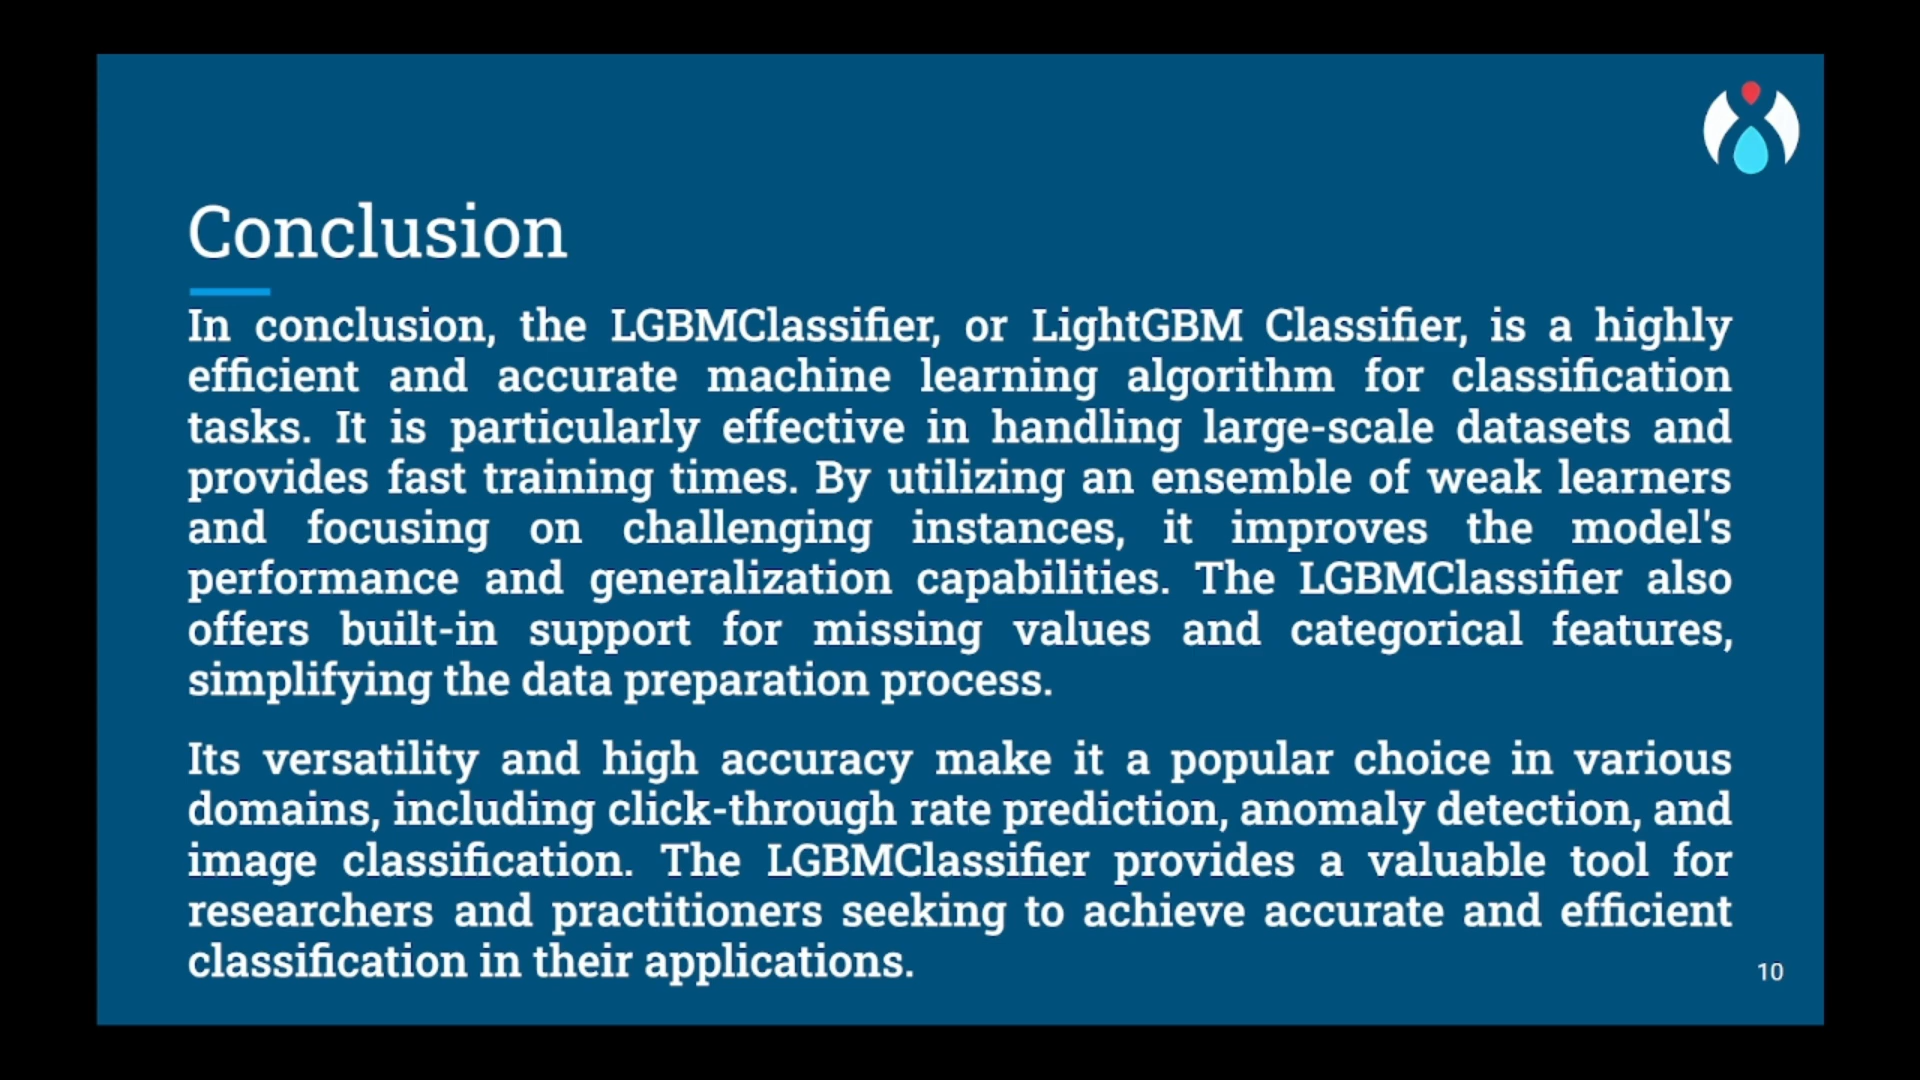 Conclusion
In conclusion, the LGBMClassifier, or LightGBM Classifier, is a highly
efficient and accurate machine learning algorithm for classification
tasks. It is particularly effective in handling large-scale datasets and
provides fast training times. By utilizing an ensemble of weak learners
and focusing on challenging instances, it improves the model's
performance and generalization capabilities. The LGBMClassifier also
offers built-in support for missing values and categorical features,
simplifying the data preparation process.
Its versatility and high accuracy make it a popular choice in various
domains, including click-through rate prediction, anomaly detection, and
image classification. The LGBMClassifier provides a valuable tool for
researchers and practitioners seeking to achieve accurate and efficient
classification in their applications.
10